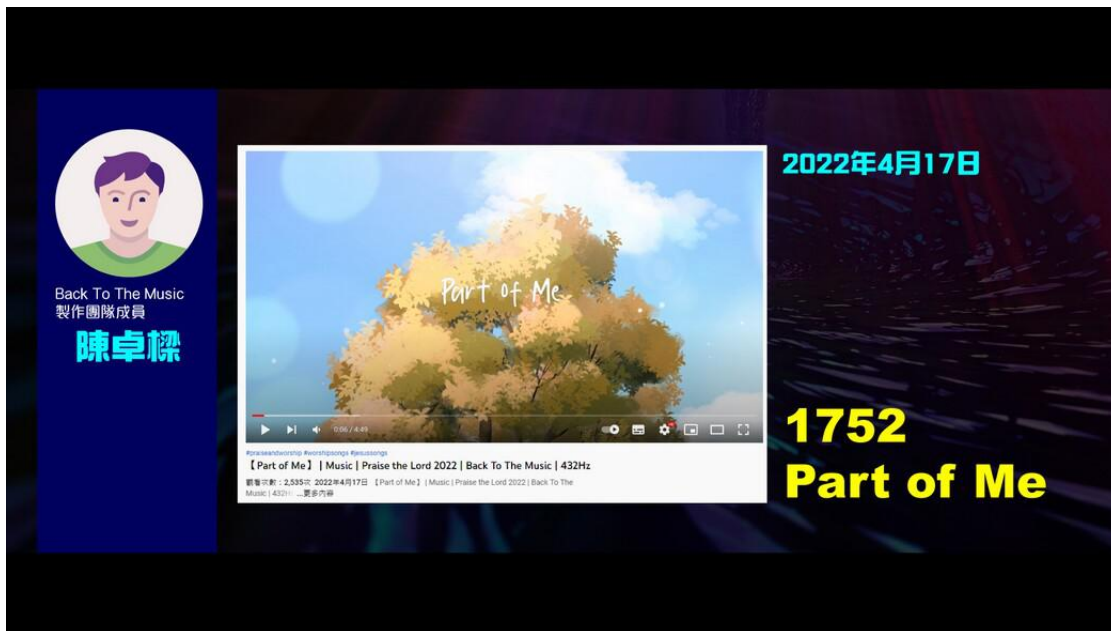 Back To The Music
製作團隊成員
陳卓樑
Part of Me
0:06 / 4:49
#praiseandworship #worshipsongs #jesussongs
【Part of Me】 | Music | Praise the Lord 2022 | Back To The Music | 432Hz
觀看次數：2,535次 2022年4月17日 【Part of Me】 | Music | Praise the Lord 2022 | Back To The
Music | 432Hz ...更多內容
2022年4月17日
1752
Part of Me